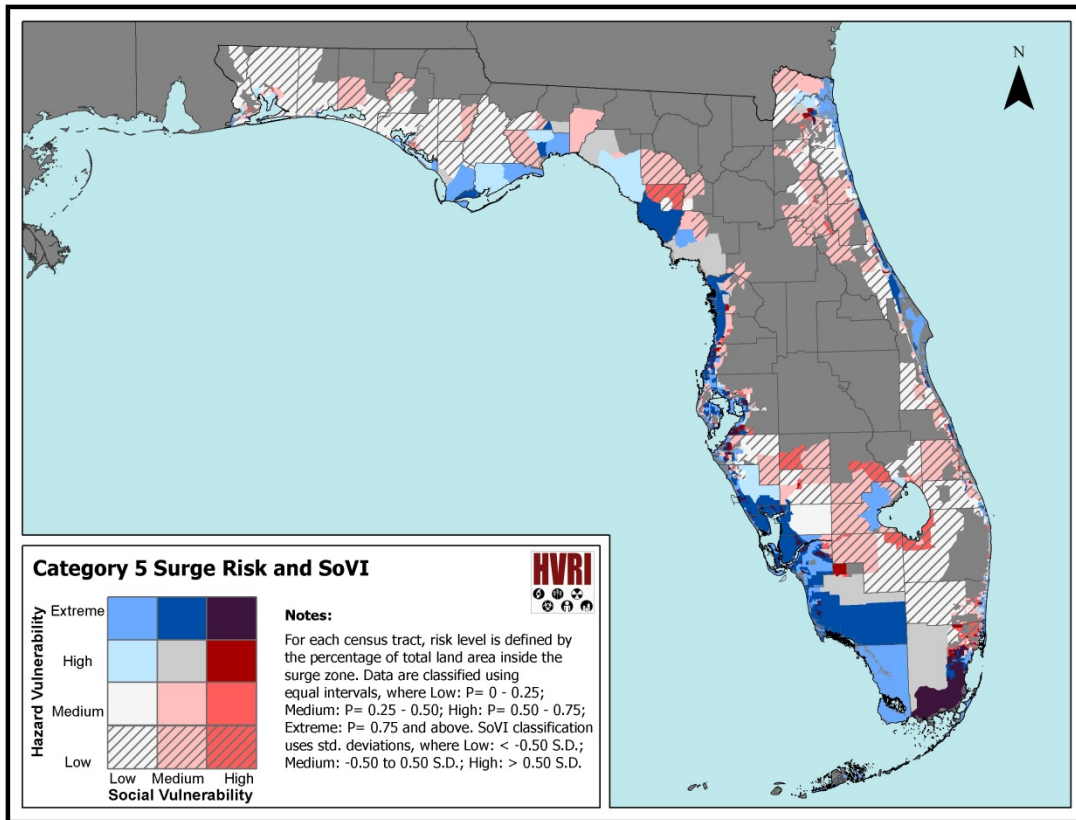 N
Category 5 Surge Risk and SoVI
HVRI
Hazard Vulnerability
Extreme
High
Medium
Low
Low Medium High
Social Vulnerability
Notes:
For each census tract, risk level is defined by
the percentage of total land area inside the
surge zone. Data are classified using
equal intervals, where Low: P= 0 - 0.25;
Medium: P= 0.25 - 0.50; High: P= 0.50 - 0.75;
Extreme: P= 0.75 and above. SoVI classification
uses std. deviations, where Low: < -0.50 S.D.;
Medium: -0.50 to 0.50 S.D.; High: > 0.50 S.D.